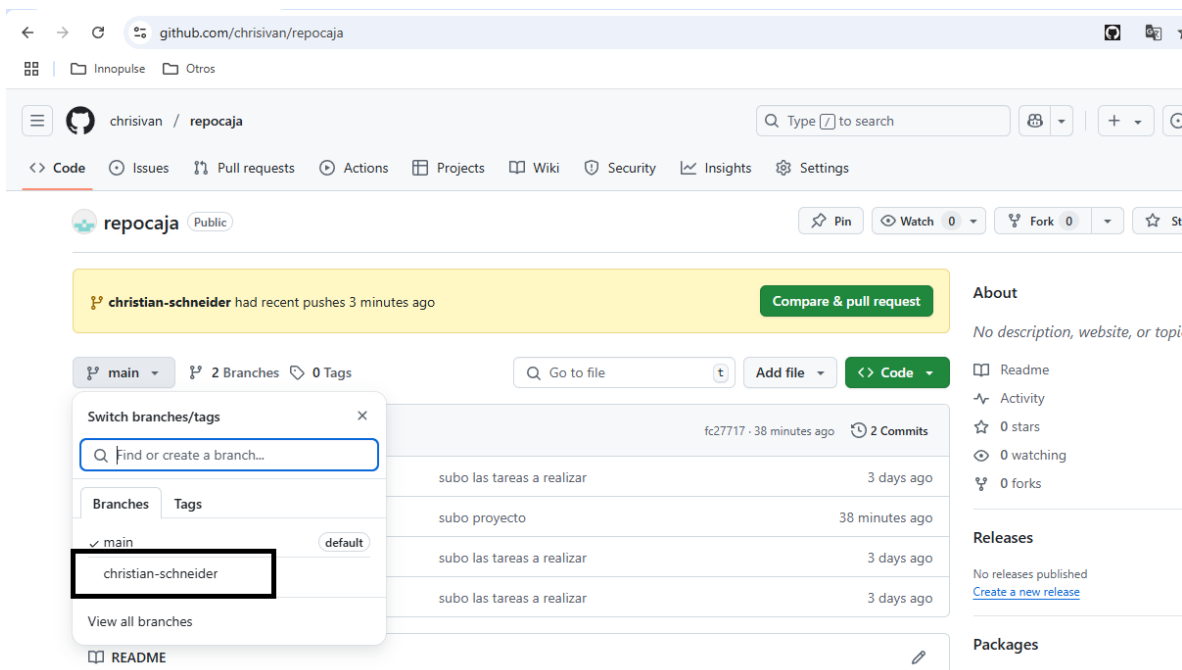 github.com/chrisivan/repocaja
Innopulse Otros
chrisivan / repocaja
Type / to search
Code Issues Pull requests Actions Projects Wiki Security Insights Settings
repocaja Public
Pin Watch 0 Fork 0 St
christian-schneider had recent pushes 3 minutes ago
Compare & pull request
main 2 Branches 0 Tags
Go to file t
Add file
Code
Switch branches/tags
Find or create a branch...
Branches Tags
main default
christian-schneider
View all branches
fc27717 · 38 minutes ago 2 Commits
subo las tareas a realizar 3 days ago
subo proyecto 38 minutes ago
subo las tareas a realizar 3 days ago
subo las tareas a realizar 3 days ago
README
About
No description, website, or topi
Readme
Activity
0 stars
0 watching
0 forks
Releases
No releases published
Create a new release
Packages